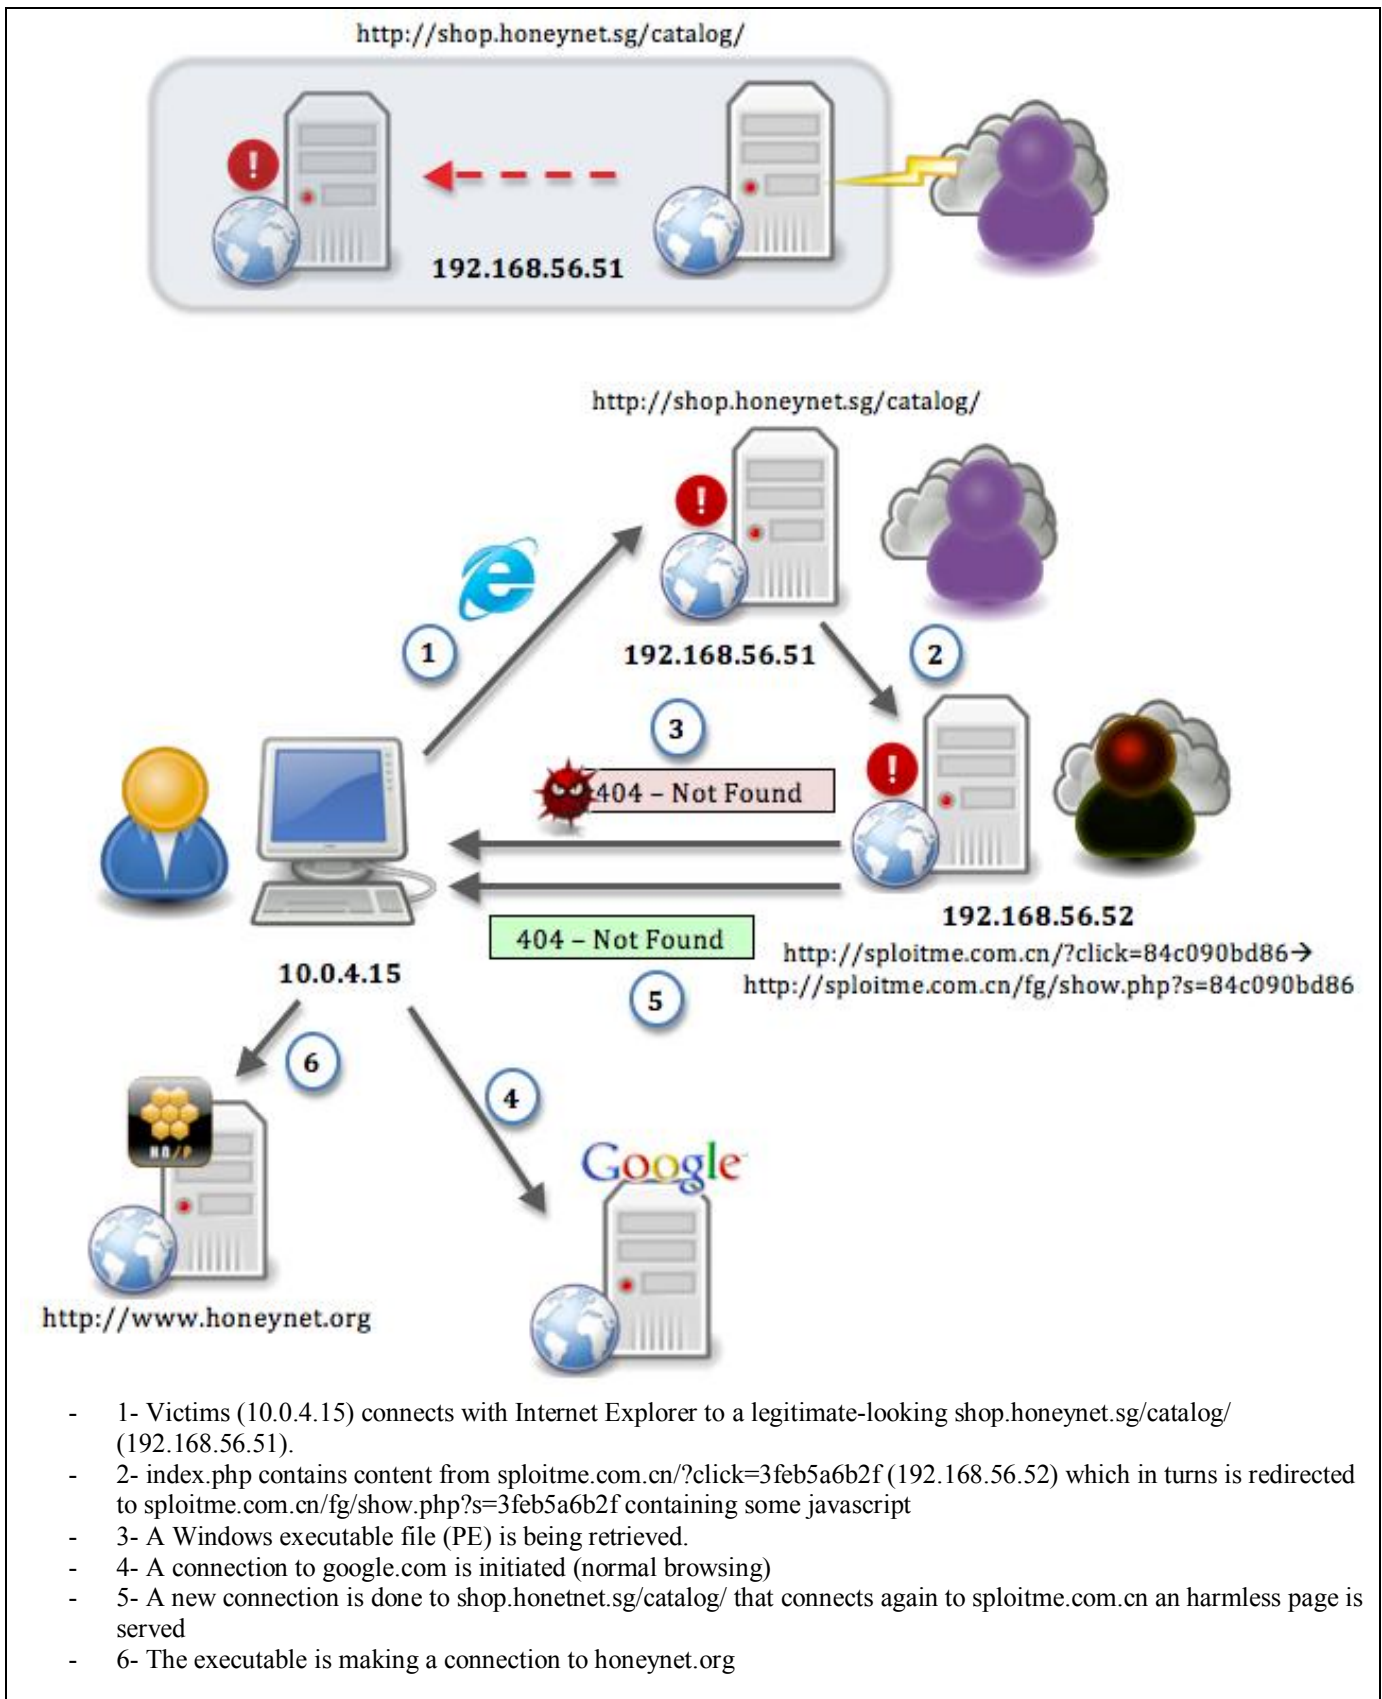 http://shop.honeynet.sg/catalog/
!
192.168.56.51
http://shop.honeynet.sg/catalog/
!
1
192.168.56.51
2
3
!
404 – Not Found
192.168.56.52
404 – Not Found
http://sploitme.com.cn/?click=84c090bd86→
10.0.4.15
http://sploitme.com.cn/fg/show.php?s=84c090bd86
5
6
4
HN/P
Google
http://www.honeynet.org
- 1- Victims (10.0.4.15) connects with Internet Explorer to a legitimate-looking shop.honeynet.sg/catalog/
(192.168.56.51).
- 2- index.php contains content from sploitme.com.cn/?click=3feb5a6b2f (192.168.56.52) which in turns is redirected
to sploitme.com.cn/fg/show.php?s=3feb5a6b2f containing some javascript
- 3- A Windows executable file (PE) is being retrieved.
- 4- A connection to google.com is initiated (normal browsing)
- 5- A new connection is done to shop.honetnet.sg/catalog/ that connects again to sploitme.com.cn an harmless page is
served
- 6- The executable is making a connection to honeynet.org